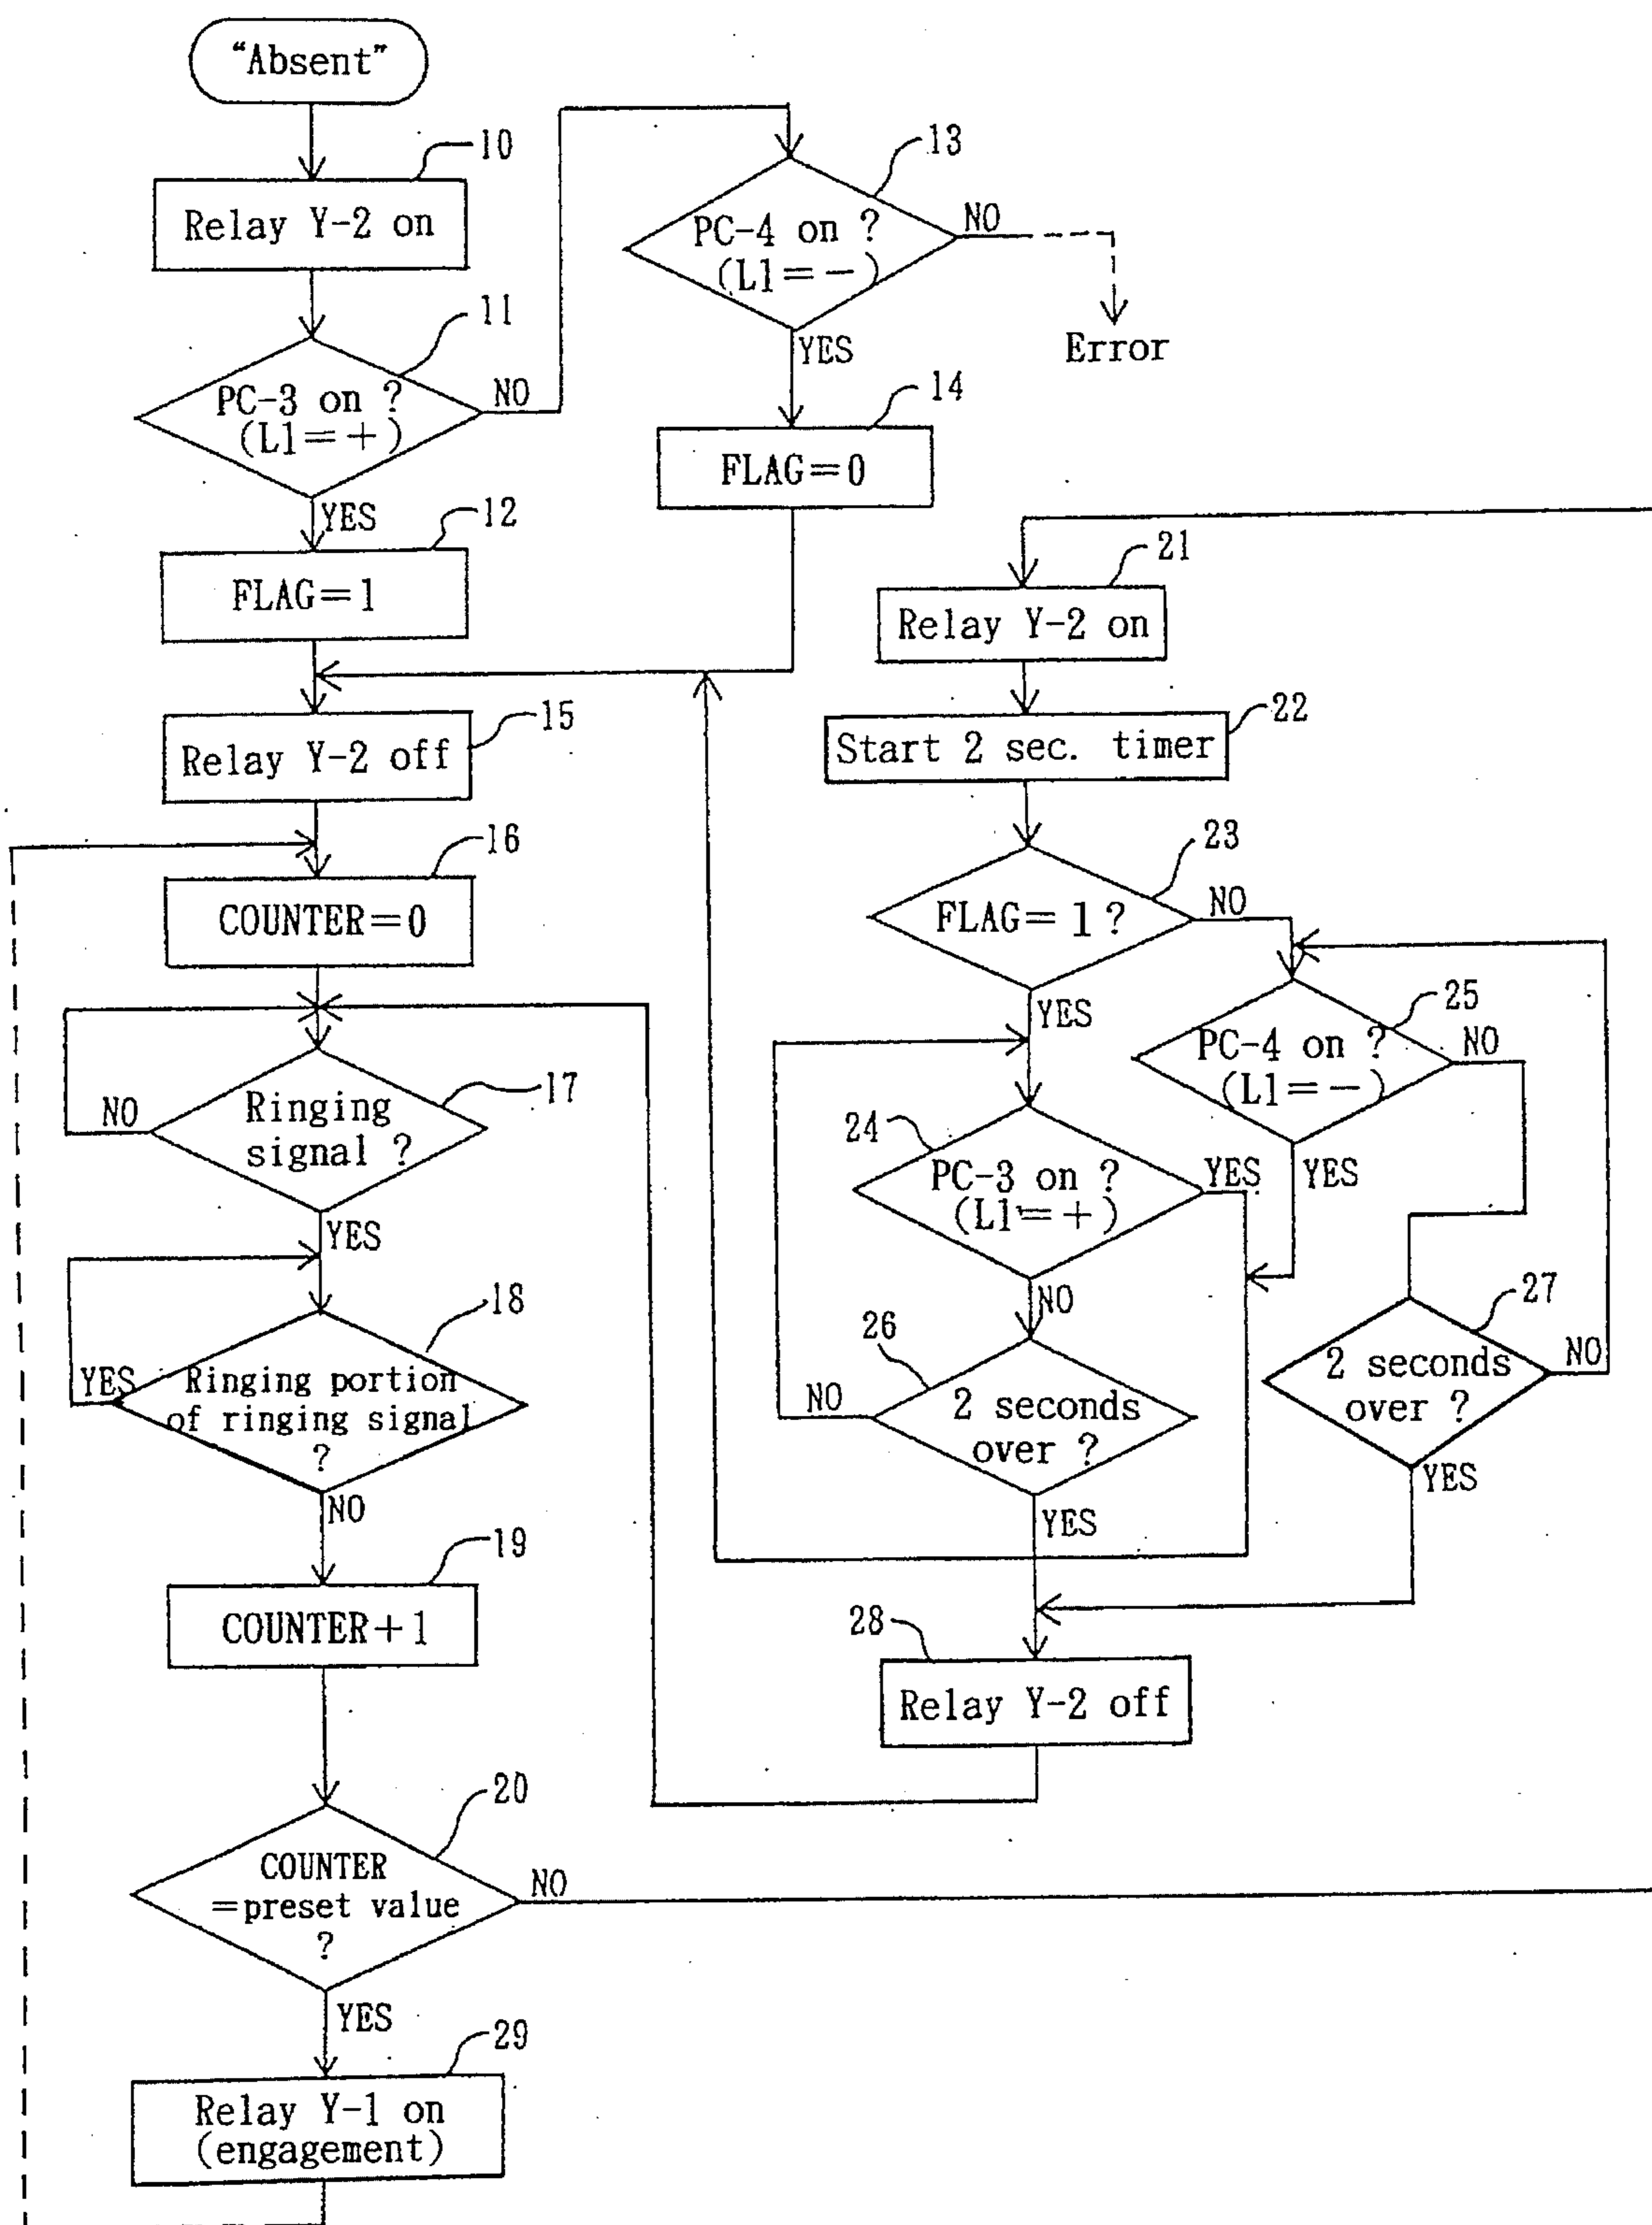 “Absent”
10
Relay Y-2 on
11
PC-3 on ?
(L1=+)
NO
YES
12
FLAG=1
13
PC-4 on ?
(L1=-)
NO
Error
YES
14
FLAG=0
15
Relay Y-2 off
16
COUNTER=0
17
Ringing
signal ?
NO
YES
18
Ringing portion
of ringing signal
?
YES
NO
19
COUNTER+1
20
COUNTER
=preset value
?
NO
YES
29
Relay Y-1 on
(engagement)
21
Relay Y-2 on
22
Start 2 sec. timer
23
FLAG=1?
NO
YES
24
PC-3 on ?
(L1=+)
YES
NO
25
PC-4 on ?
(L1=-)
NO
YES
26
2 seconds
over ?
NO
YES
27
2 seconds
over ?
NO
YES
28
Relay Y-2 off